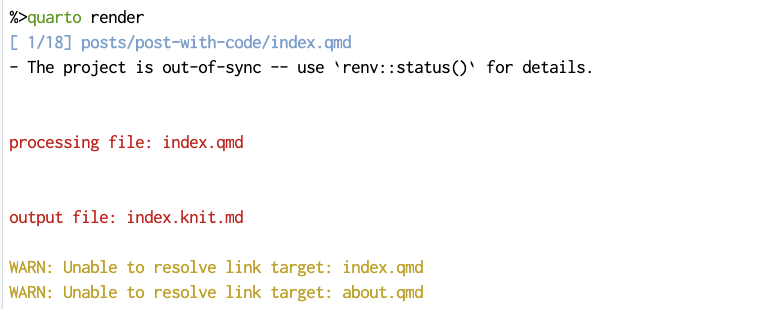 %>quarto render
[ 1/18] posts/post-with-code/index.qmd
- The project is out-of-sync -- use `renv::status()` for details.
processing file: index.qmd
output file: index.knit.md
WARN: Unable to resolve link target: index.qmd
WARN: Unable to resolve link target: about.qmd